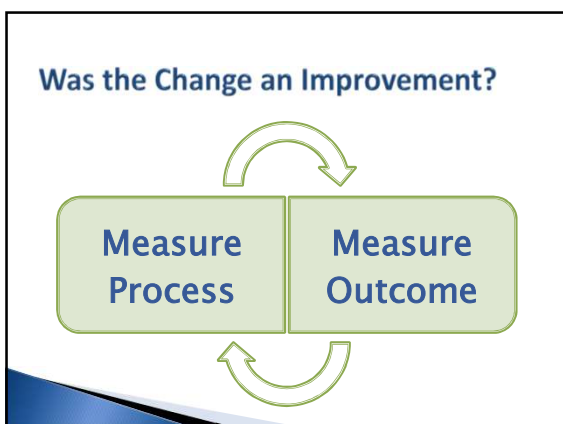 Was the Change an Improvement?
Measure
Process
Measure
Outcome